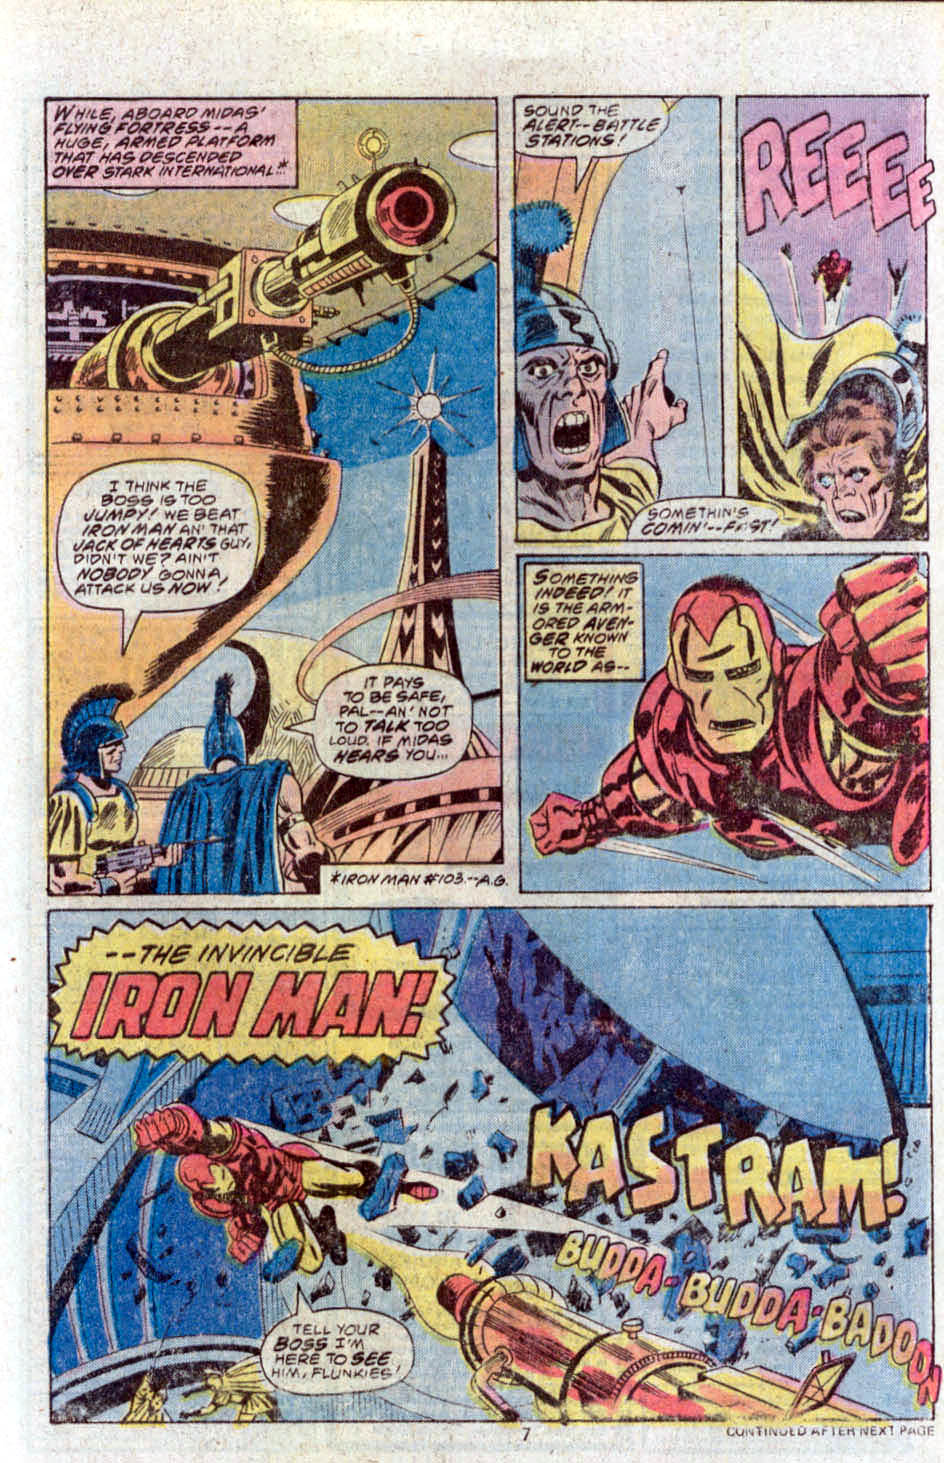 WHILE, ABOARD MIDAS'
FLYING FORTRESS--A
HUGE, ARMED PLATFORM
THAT HAS DESCENDED
OVER STARK INTERNATIONAL..*
I THINK THE
BOSS IS TOO
JUMPY! WE BEAT
IRON MAN AN' THAT
JACK OF HEARTS GUY,
DIDN'T WE? AIN'T
NOBODY GONNA
ATTACK US NOW!
IT PAYS
TO BE SAFE,
PAL--AN' NOT
TO TALK TOO
LOUD. IF MIDAS
HEARS YOU...
*IRON MAN #103.--A.G.
SOUND THE
ALERT--BATTLE
STATIONS!
REEEE
SOMETHIN'S
COMIN'--FAST!
SOMETHING
INDEED! IT
IS THE ARM-
ORED AVEN-
GER KNOWN
TO THE
WORLD AS--
--THE INVINCIBLE
IRON MAN!
KASTRAM!
BUDDA-BUDDA-BADOON
TELL YOUR
BOSS I'M
HERE TO SEE
HIM, FLUNKIES!
7
CONTINUED AFTER NEXT PAGE